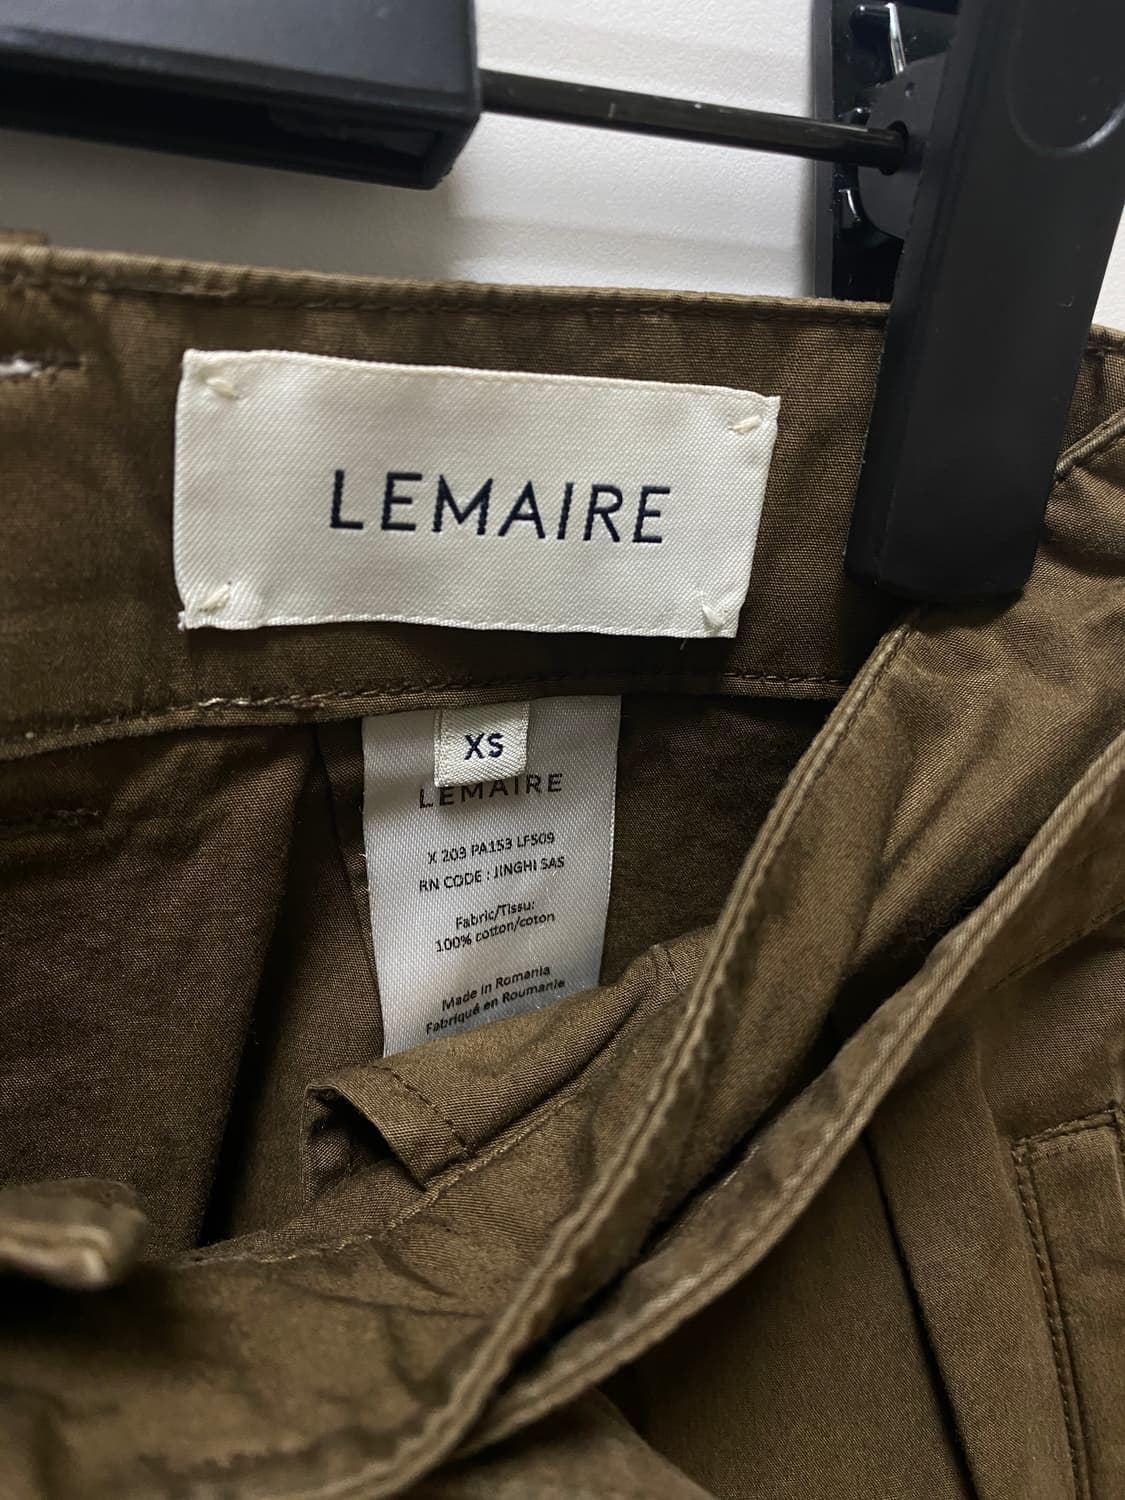 LEMAIRE
XS
LEMAIRE
X 203 PA153 LF509
RN CODE : JINGHI SAS
Fabric/Tissu:
100% cotton/coton
Made in Romania
Fabriqué en Roumanie